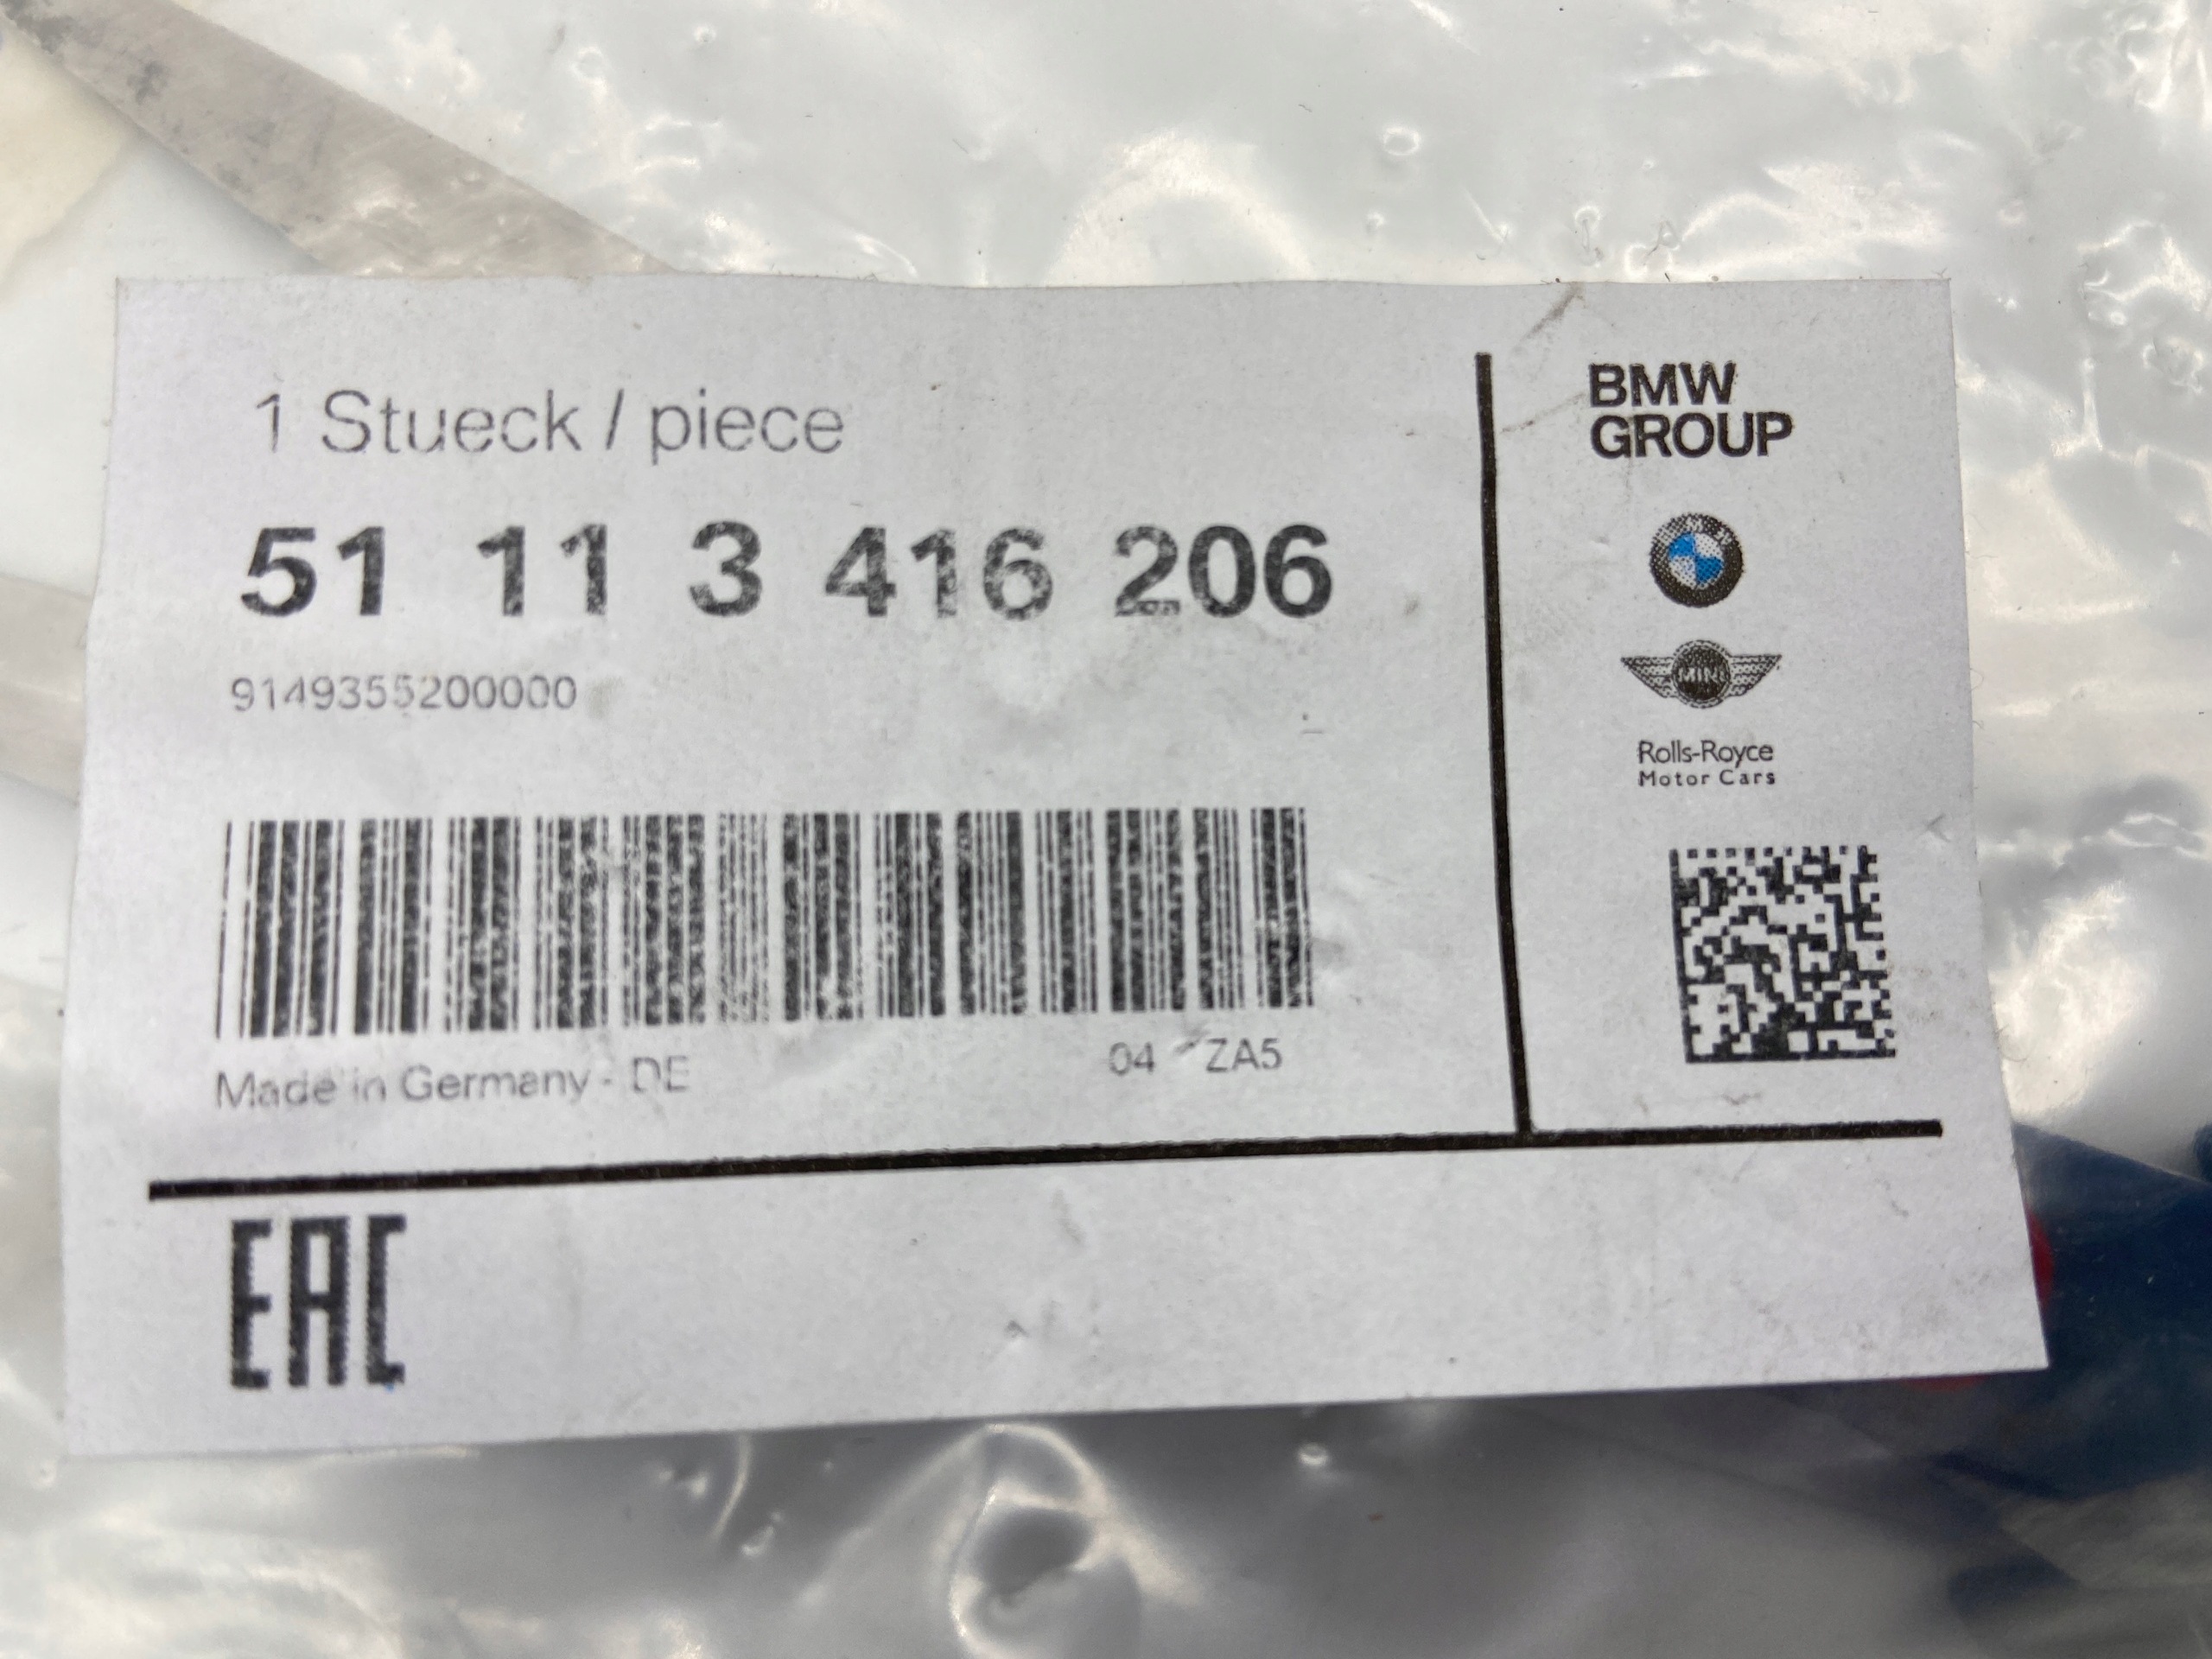 1 Stueck / piece
51 11 3 416 206
9149355200000
Made in Germany - DE
04 ZA5
EAC
BMW
GROUP
MINI
Rolls-Royce
Motor Cars